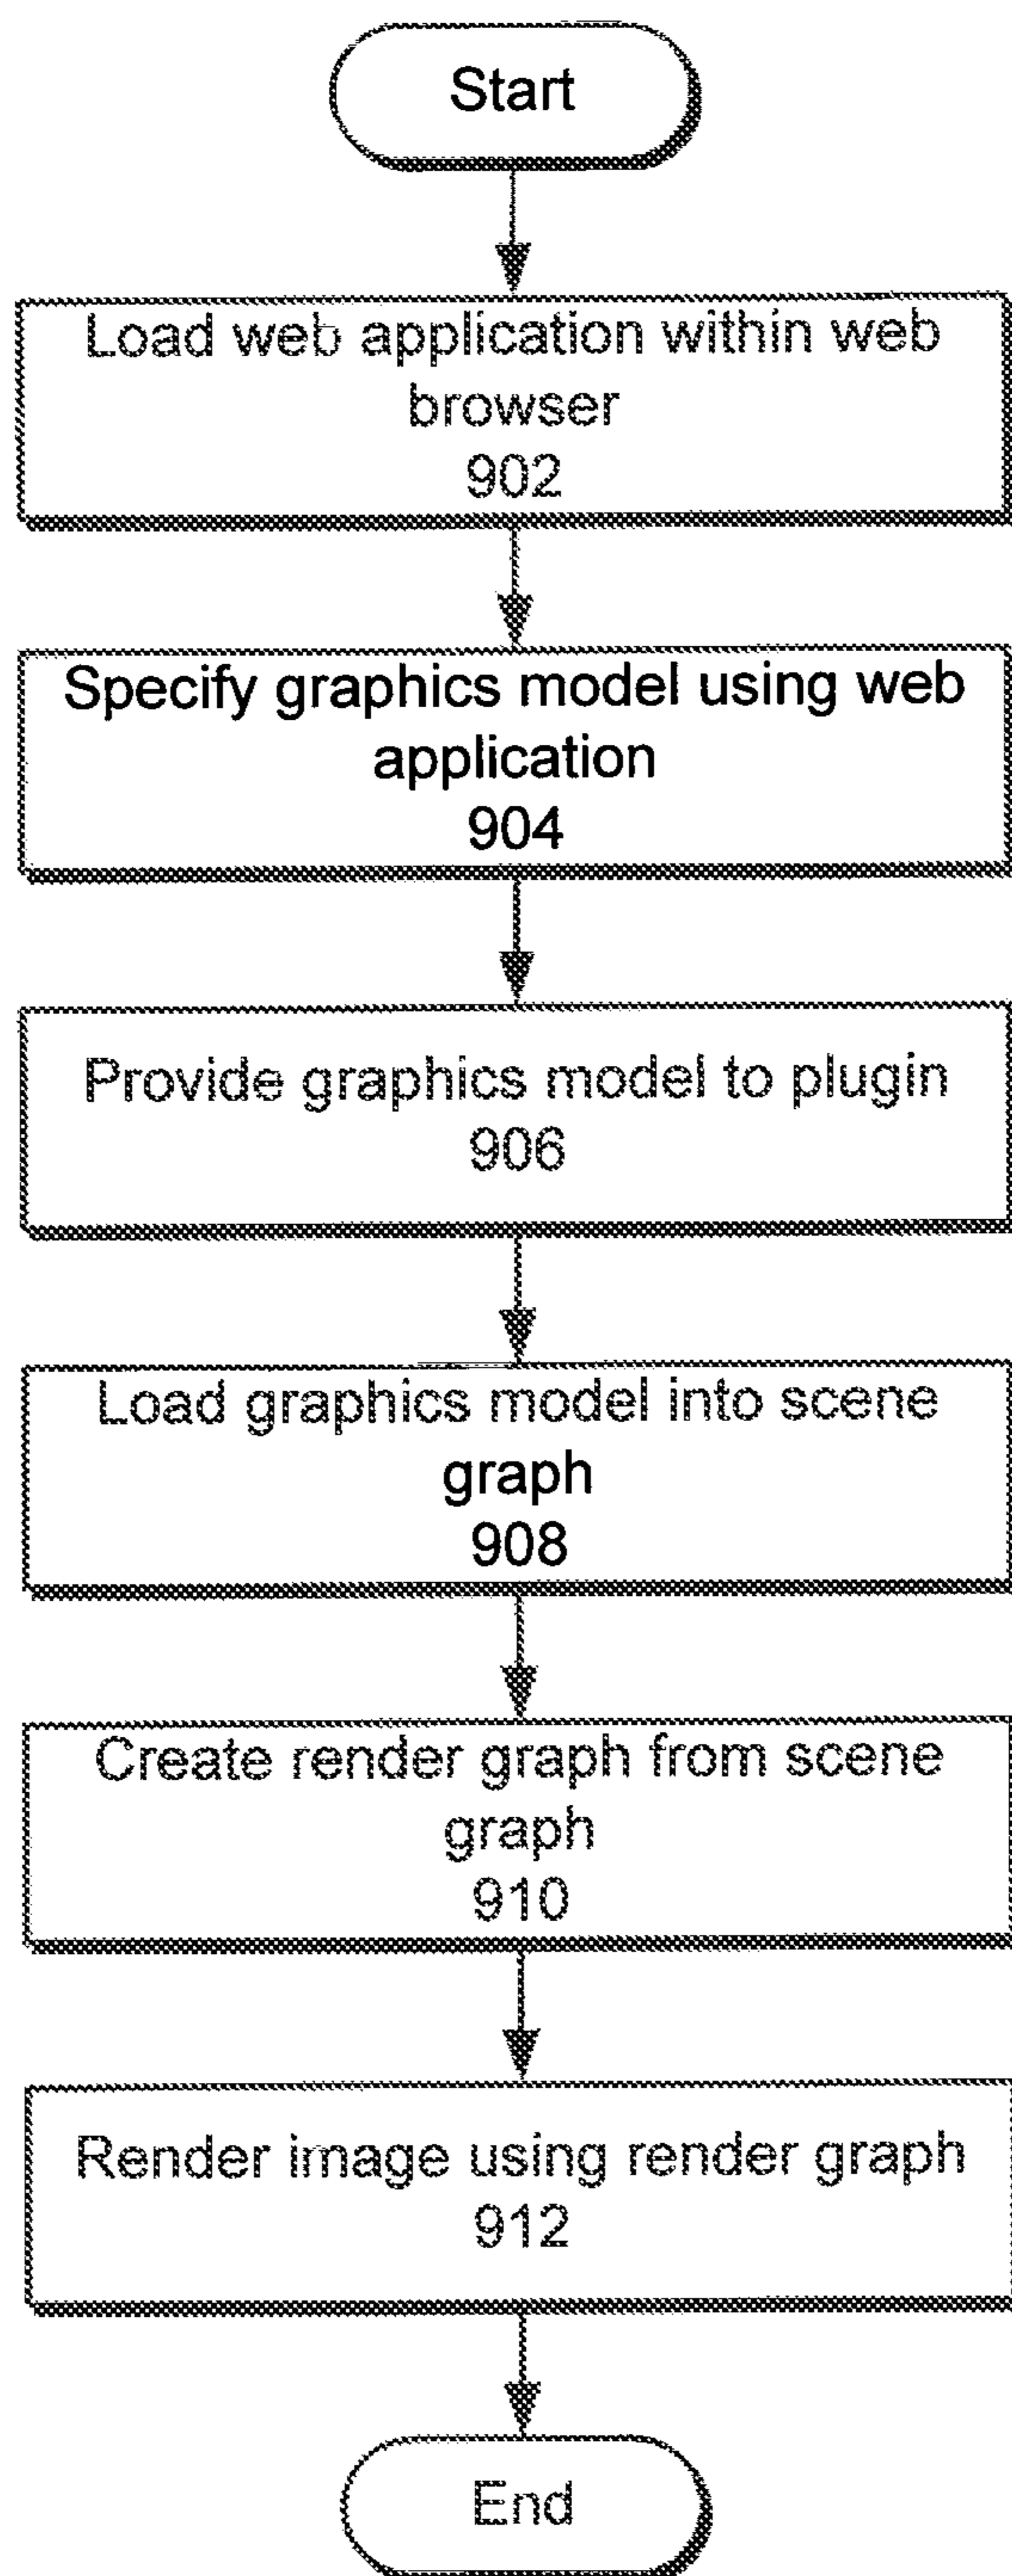 Start
Load web application within web
browser
902
Specify graphics model using web
application
904
Provide graphics model to plugin
906
Load graphics model into scene
graph
908
Create render graph from scene
graph
910
Render image using render graph
912
End